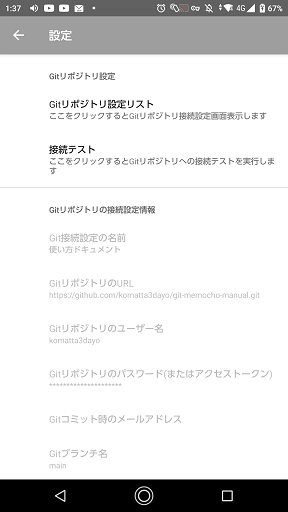 1:37
4G
67%
設定
Gitリポジトリ設定
Gitリポジトリ設定リスト
ここをクリックするとGitリポジトリ接続設定画面表示します
接続テスト
ここをクリックするとGitリポジトリへの接続テストを実行しま
す
Gitリポジトリの接続設定情報
Git接続設定の名前
使い方ドキュメント
GitリポジトリのURL
https://github.com/komatta3dayo/git-memocho-manual.git
Gitリポジトリのユーザー名
komatta3dayo
Gitリポジトリのパスワード(またはアクセストークン)
*********************
Gitコミット時のメールアドレス
Gitブランチ名
main